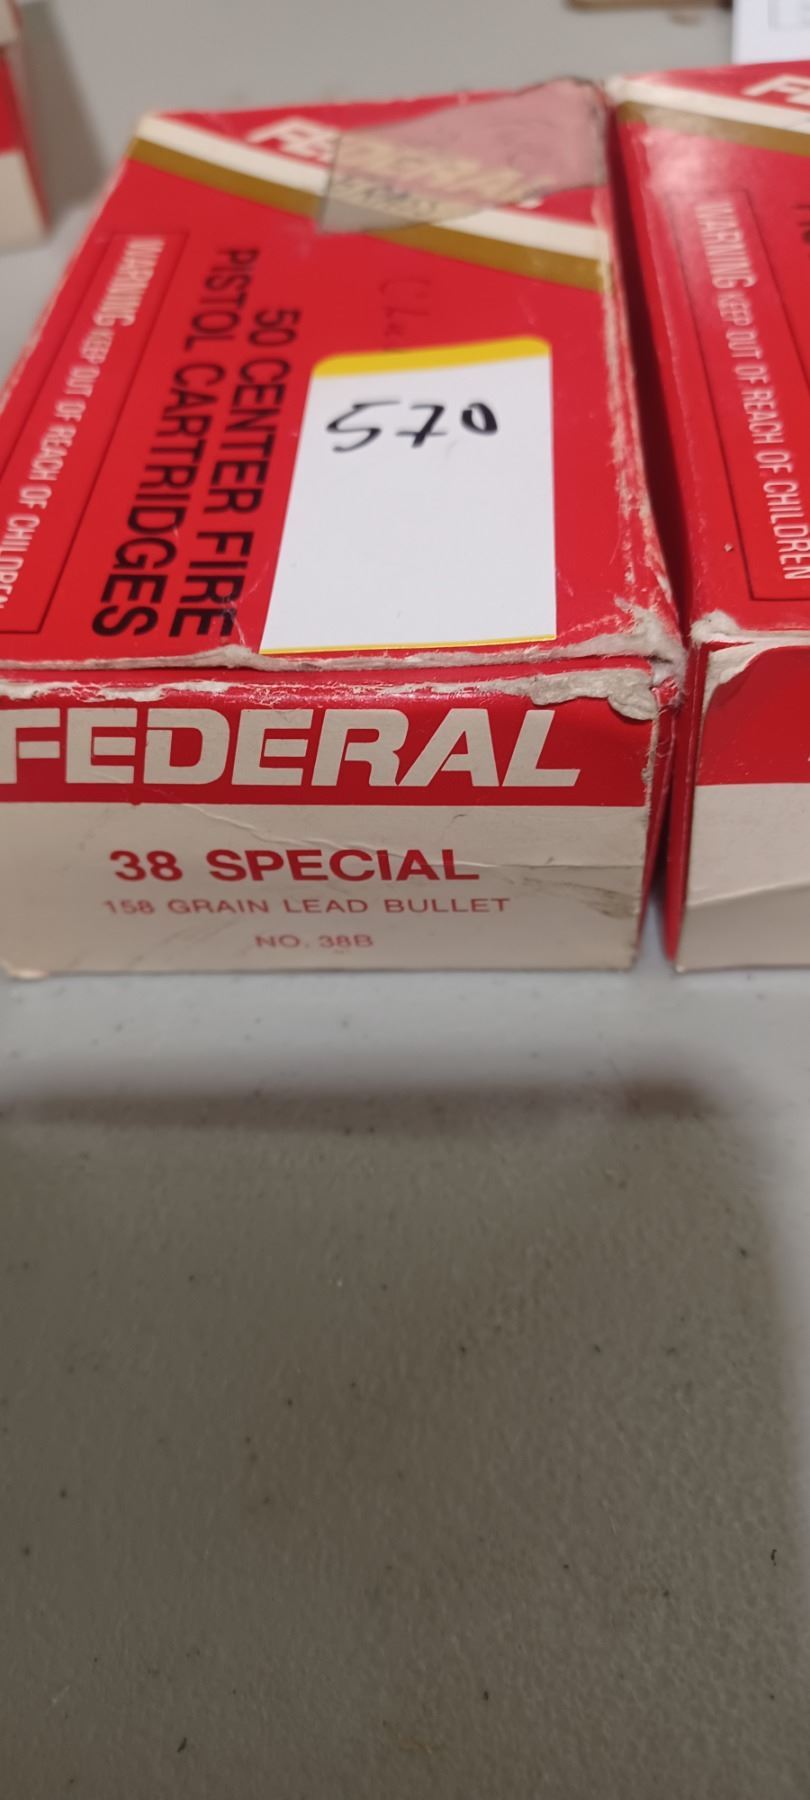 FEDERAL
50 CENTER FIRE
PISTOL CARTRIDGES
WARNING KEEP OUT OF REACH OF CHILDREN
570
FEDERAL
38 SPECIAL
158 GRAIN LEAD BULLET
NO. 38B
WARNING KEEP OUT OF REACH OF CHILDREN